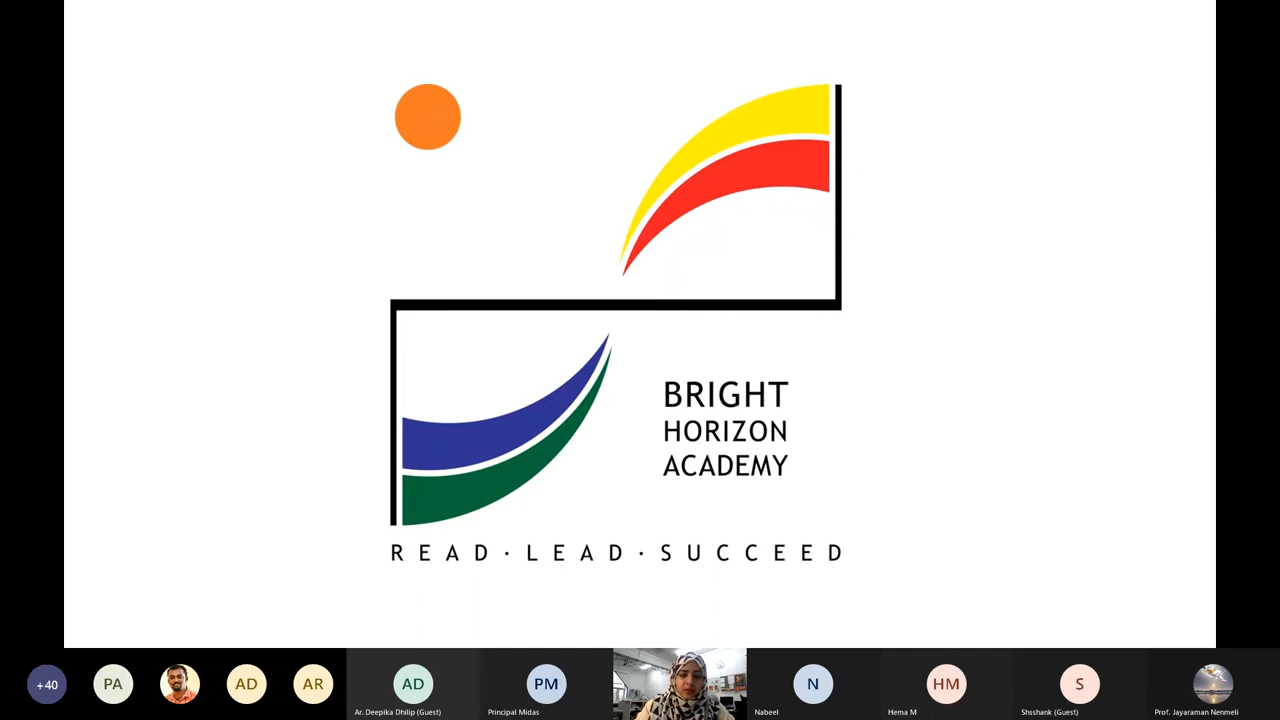 BRIGHT
HORIZON
ACADEMY
READ·LEAD·SUCCEED
+40
PA
AD
AR
AD
PM
N
HM
S
Ar. Deepika Dhilip (Guest)
Principal Midas
Nabeel
Hema M
Shsshank (Guest)
Prof. Jayaraman Nenmeli